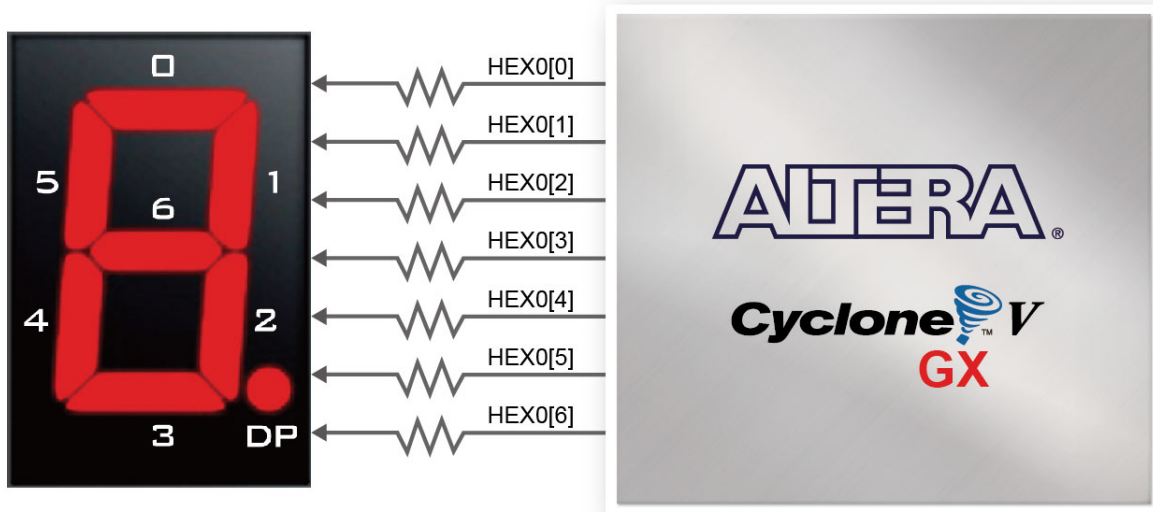 0
5
1
6
4
2
3
DP
HEX0[0]
HEX0[1]
HEX0[2]
HEX0[3]
HEX0[4]
HEX0[5]
HEX0[6]
ALTERA®
Cyclone™ V
GX